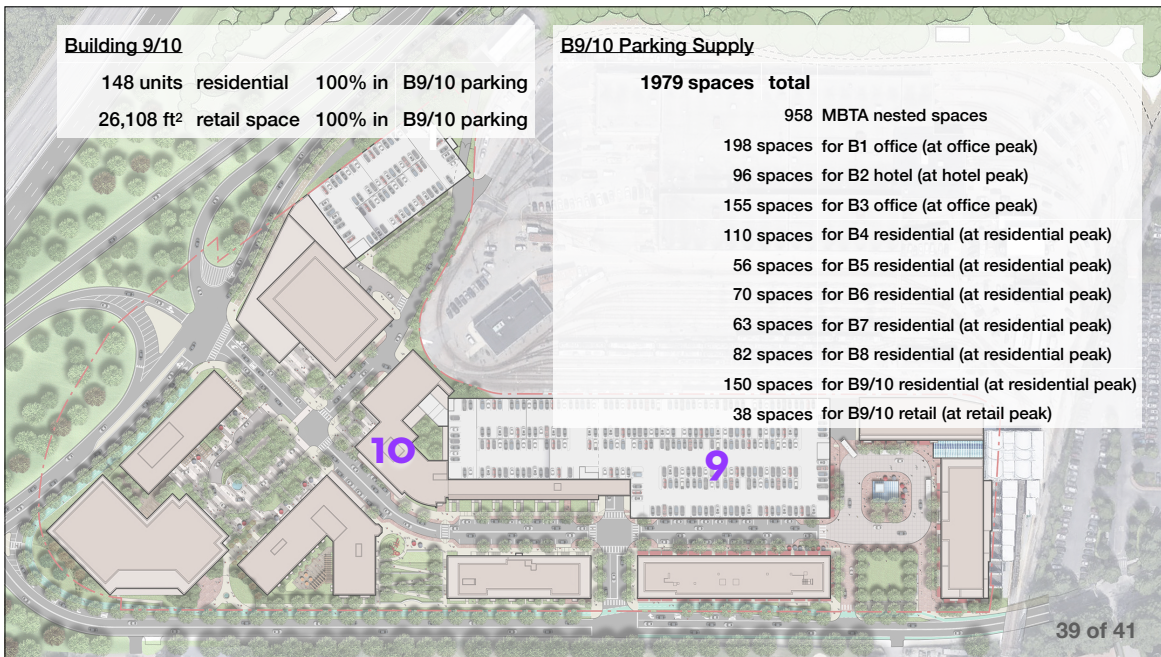 Building 9/10
148 units residential 100% in B9/10 parking
26,108 ft² retail space 100% in B9/10 parking
B9/10 Parking Supply
1979 spaces total
958 MBTA nested spaces
198 spaces for B1 office (at office peak)
96 spaces for B2 hotel (at hotel peak)
155 spaces for B3 office (at office peak)
110 spaces for B4 residential (at residential peak)
56 spaces for B5 residential (at residential peak)
70 spaces for B6 residential (at residential peak)
63 spaces for B7 residential (at residential peak)
82 spaces for B8 residential (at residential peak)
150 spaces for B9/10 residential (at residential peak)
38 spaces for B9/10 retail (at retail peak)
10
9
39 of 41